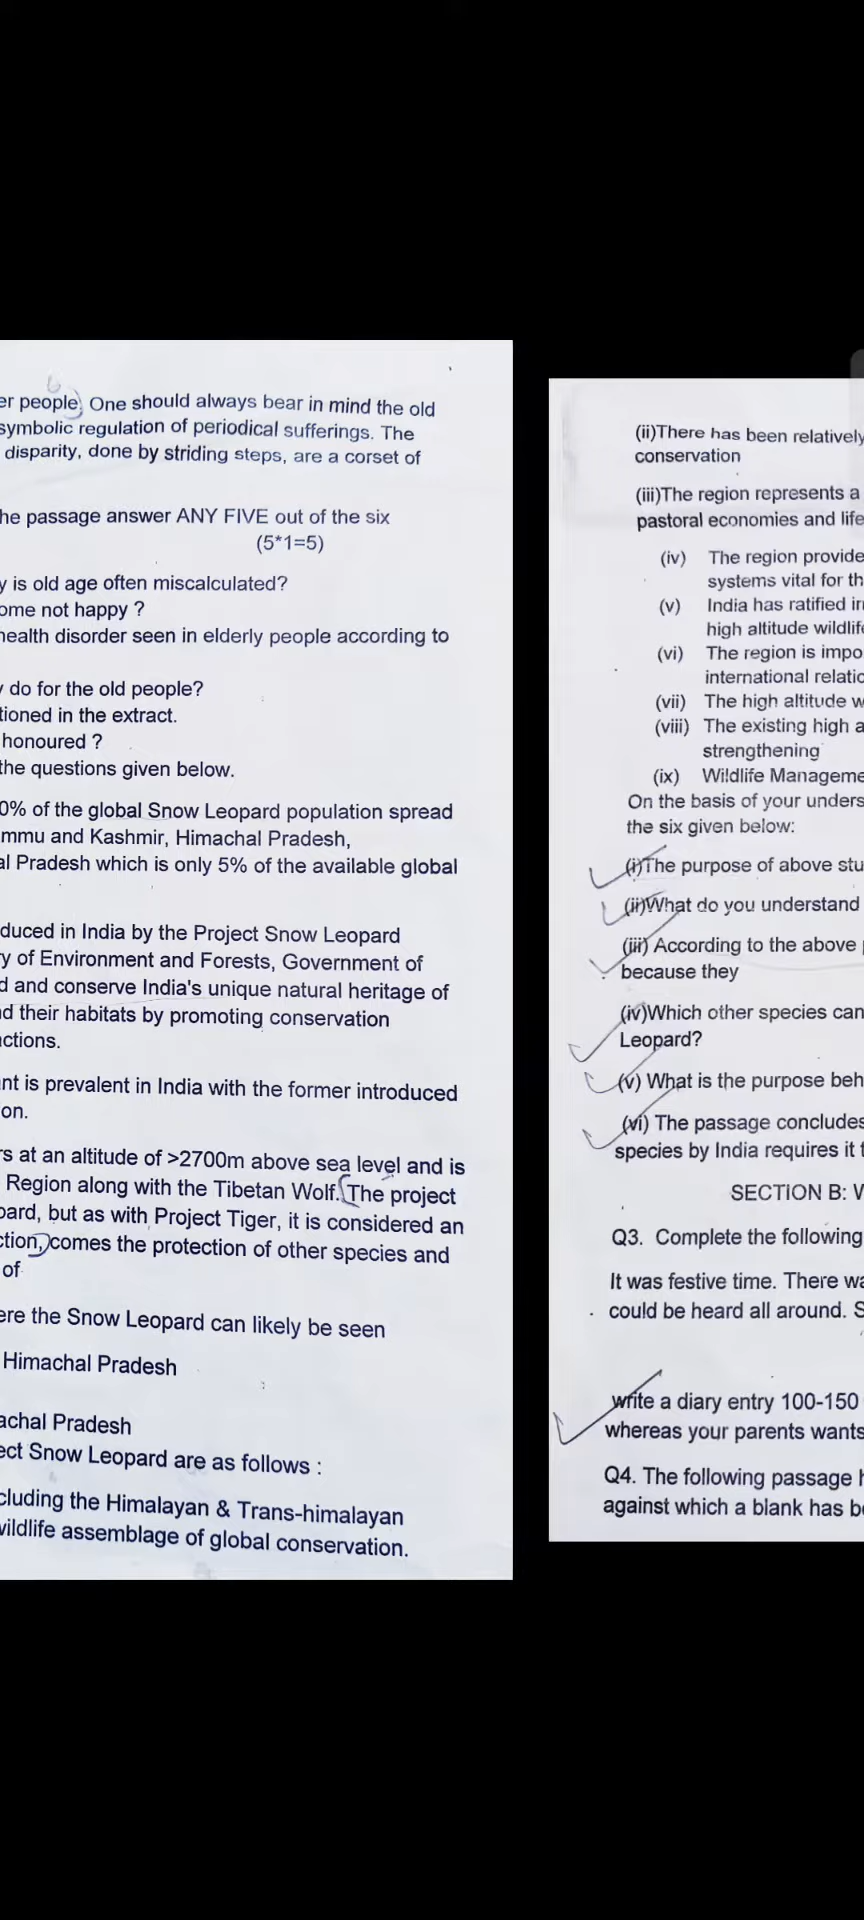 er people. One should always bear in mind the old
symbolic regulation of periodical sufferings. The
disparity, done by striding steps, are a corset of
he passage answer ANY FIVE out of the six
(5*1=5)
y is old age often miscalculated?
ome not happy ?
health disorder seen in elderly people according to
y do for the old people?
tioned in the extract.
honoured ?
the questions given below.
0% of the global Snow Leopard population spread
mmu and Kashmir, Himachal Pradesh,
al Pradesh which is only 5% of the available global
duced in India by the Project Snow Leopard
ry of Environment and Forests, Government of
d and conserve India's unique natural heritage of
nd their habitats by promoting conservation
actions.
nt is prevalent in India with the former introduced
on.
rs at an altitude of >2700m above sea level and is
Region along with the Tibetan Wolf. (The project
pard, but as with Project Tiger, it is considered an
ction,) comes the protection of other species and
of
ere the Snow Leopard can likely be seen
Himachal Pradesh
achal Pradesh
ect Snow Leopard are as follows :
cluding the Himalayan & Trans-himalayan
wildlife assemblage of global conservation.
(ii)There has been relatively
conservation
(iii)The region represents a
pastoral economies and life
(iv) The region provide
systems vital for th
(v) India has ratified in
high altitude wildlife
(vi) The region is impo
international relatio
(vii) The high altitude w
(viii) The existing high a
strengthening
(ix) Wildlife Manageme
On the basis of your unders
the six given below:
(i)The purpose of above stu
(ii)What do you understand
(iii) According to the above p
because they
(iv)Which other species can
Leopard?
(v) What is the purpose beh
(vi) The passage concludes
species by India requires it t
SECTION B: W
Q3. Complete the following
It was festive time. There wa
could be heard all around. S
write a diary entry 100-150
whereas your parents wants
Q4. The following passage h
against which a blank has be